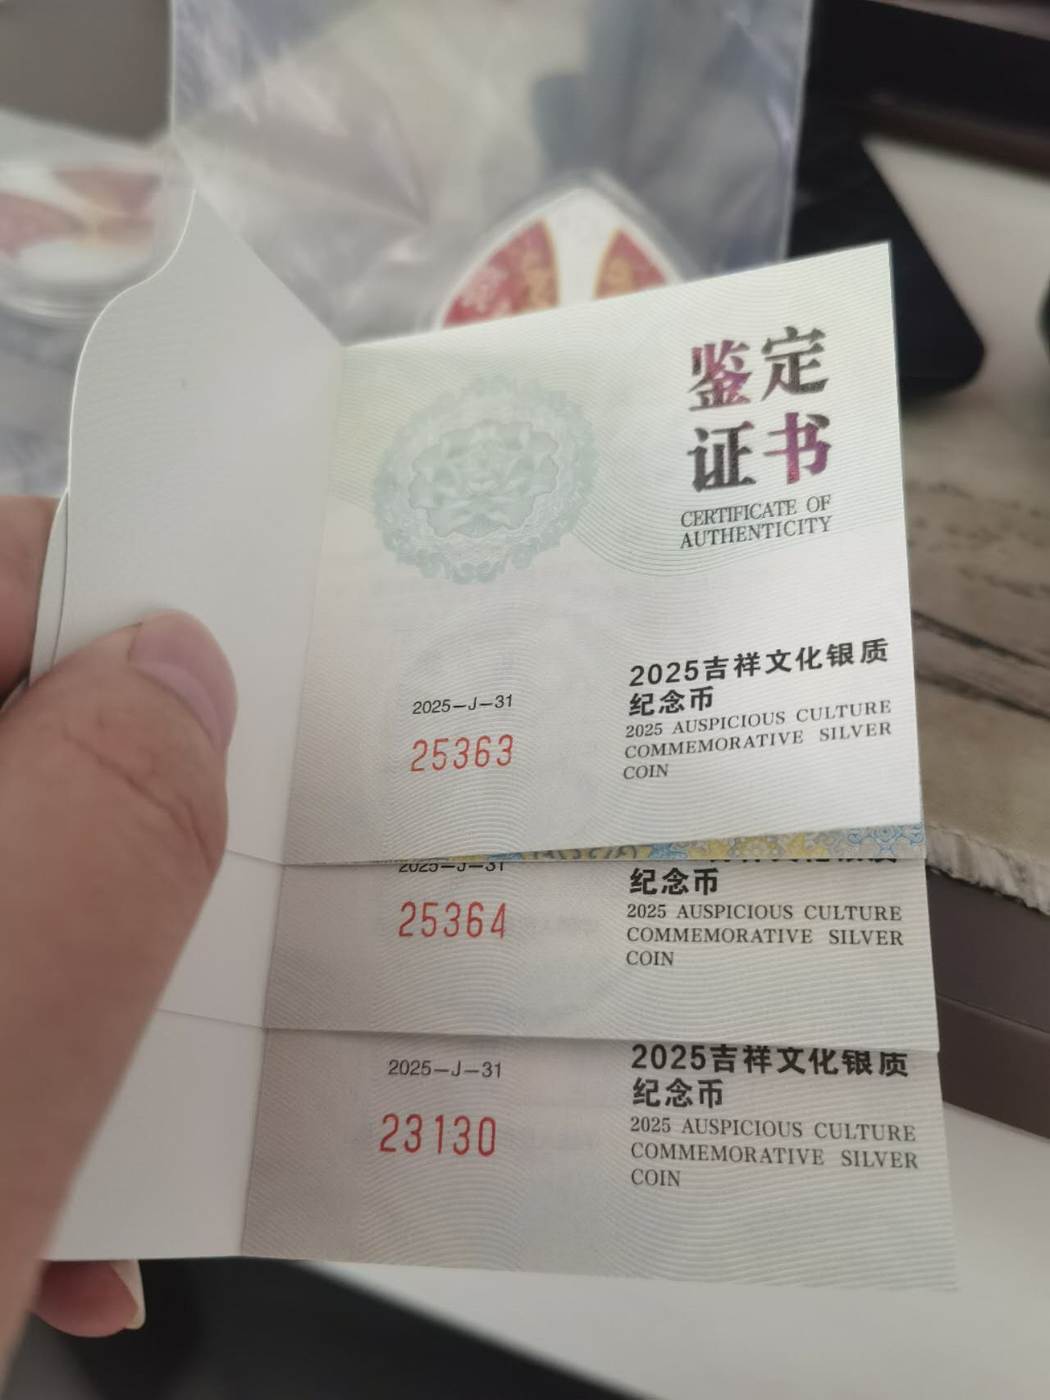 鉴定
证书
CERTIFICATE OF
AUTHENTICITY
2025吉祥文化银质
纪念币
2025 AUSPICIOUS CULTURE
COMMEMORATIVE SILVER
COIN
2025-J-31
25363
2025-J-31
25364
纪念币
2025 AUSPICIOUS CULTURE
COMMEMORATIVE SILVER
COIN
2025-J-31
23130
2025吉祥文化银质
纪念币
2025 AUSPICIOUS CULTURE
COMMEMORATIVE SILVER
COIN